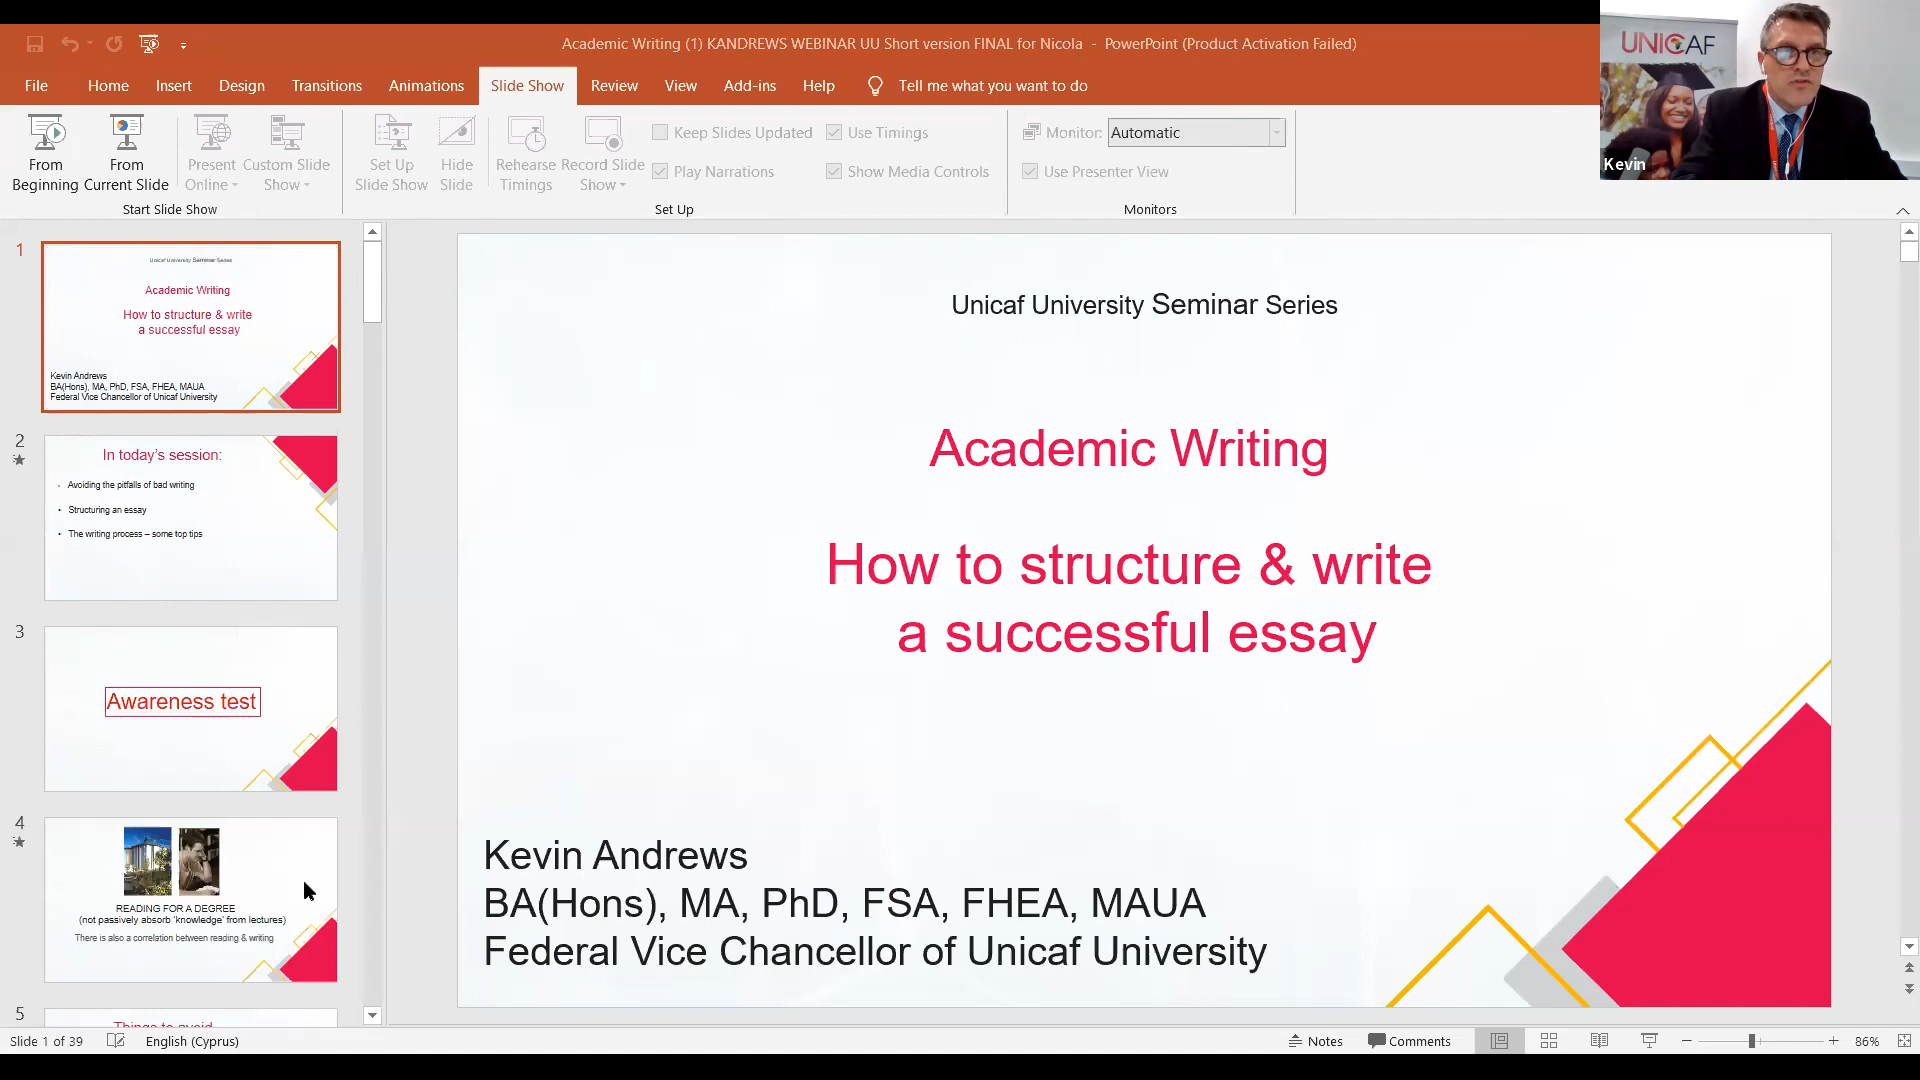 Academic Writing (1) KANDREWS WEBINAR UU Short version FINAL for Nicola - PowerPoint (Product Activation Failed)
UNICAF
Kevin
File Home Insert Design Transitions Animations Slide Show Review View Add-ins Help Tell me what you want to do
From Beginning
From Current Slide
Present Online
Custom Slide Show
Start Slide Show
Set Up Slide Show
Hide Slide
Rehearse Timings
Record Slide Show
Keep Slides Updated
Play Narrations
Use Timings
Show Media Controls
Set Up
Monitor: Automatic
Use Presenter View
Monitors
1
Unicaf University Seminar Series
Academic Writing
How to structure & write
a successful essay
Kevin Andrews
BA(Hons), MA, PhD, FSA, FHEA, MAUA
Federal Vice Chancellor of Unicaf University
2
In today's session:
• Avoiding the pitfalls of bad writing
• Structuring an essay
• The writing process – some top tips
3
Awareness test
4
READING FOR A DEGREE
(not passively absorb 'knowledge' from lectures)
There is also a correlation between reading & writing
5
Things to avoid
Unicaf University Seminar Series
Academic Writing
How to structure & write
a successful essay
Kevin Andrews
BA(Hons), MA, PhD, FSA, FHEA, MAUA
Federal Vice Chancellor of Unicaf University
Slide 1 of 39 English (Cyprus) Notes Comments 86%